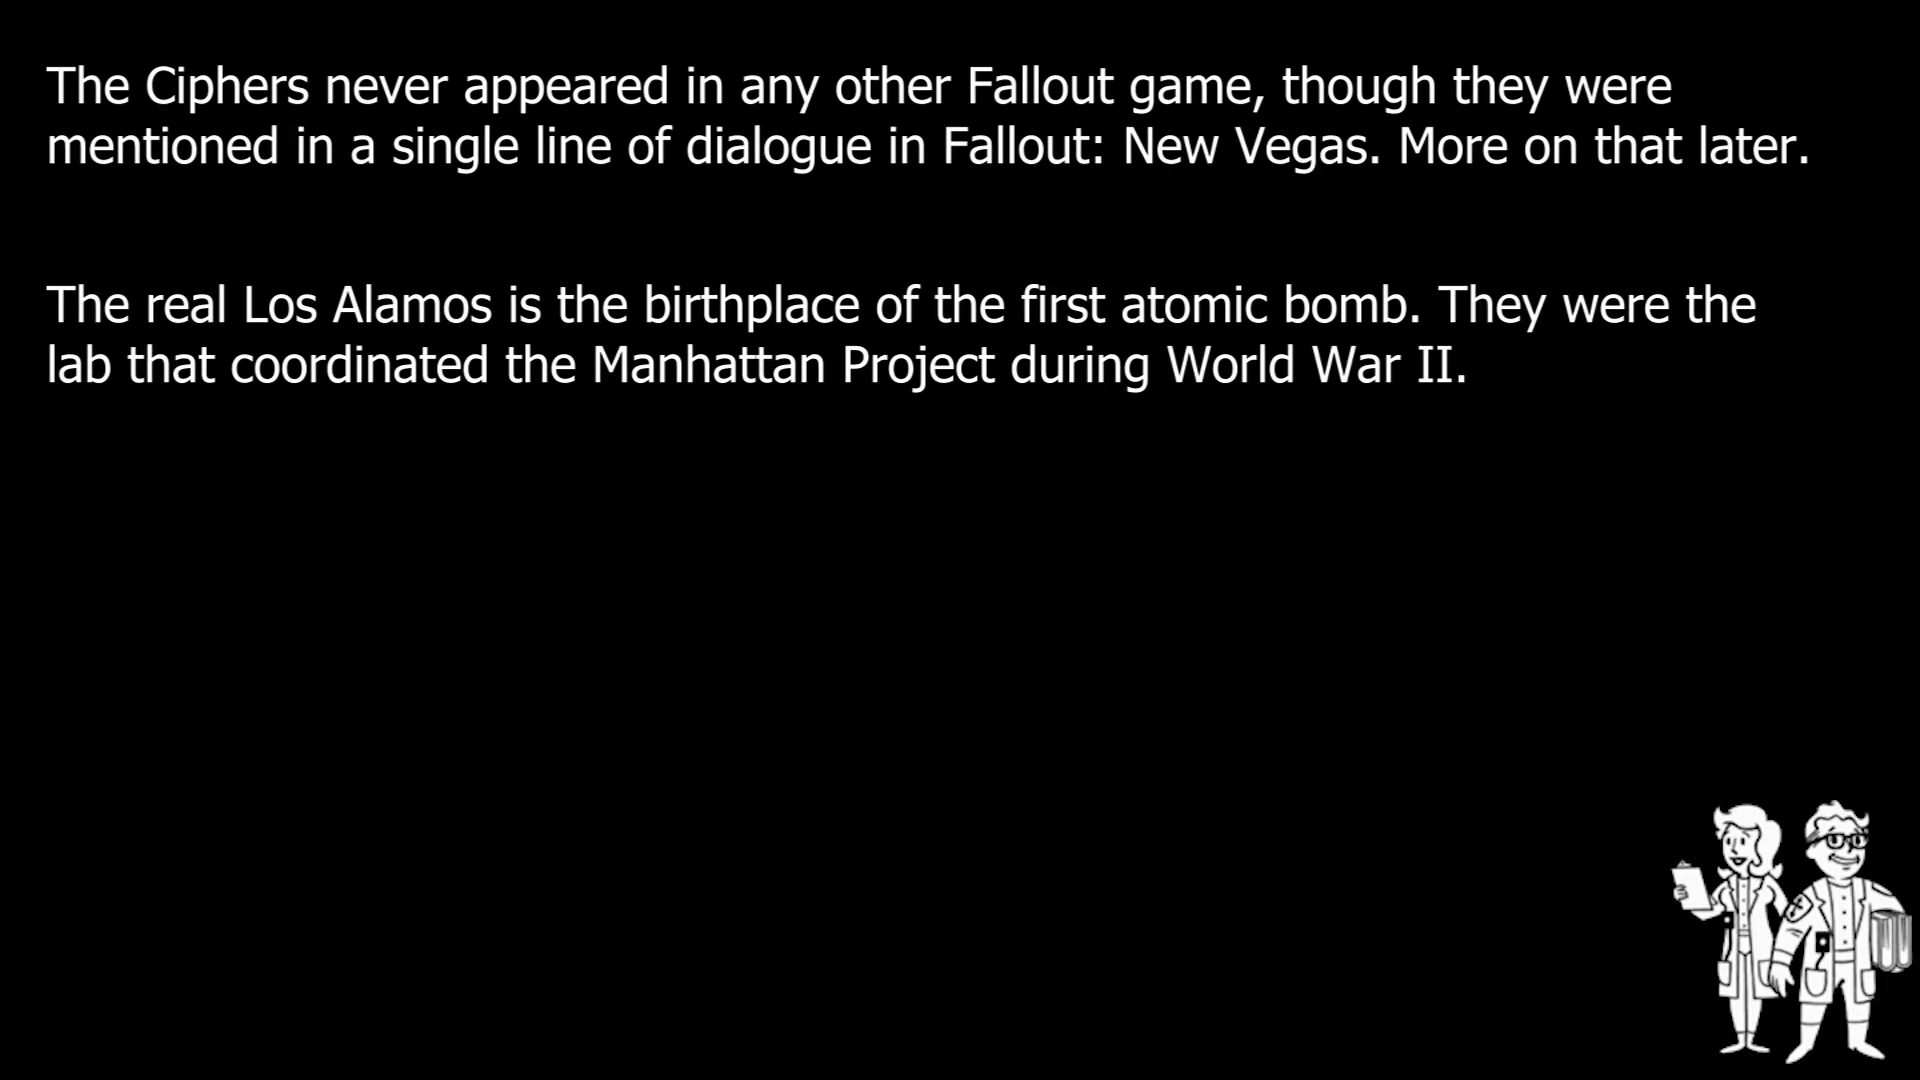 The Ciphers never appeared in any other Fallout game, though they were
mentioned in a single line of dialogue in Fallout: New Vegas. More on that later.
The real Los Alamos is the birthplace of the first atomic bomb. They were the
lab that coordinated the Manhattan Project during World War II.